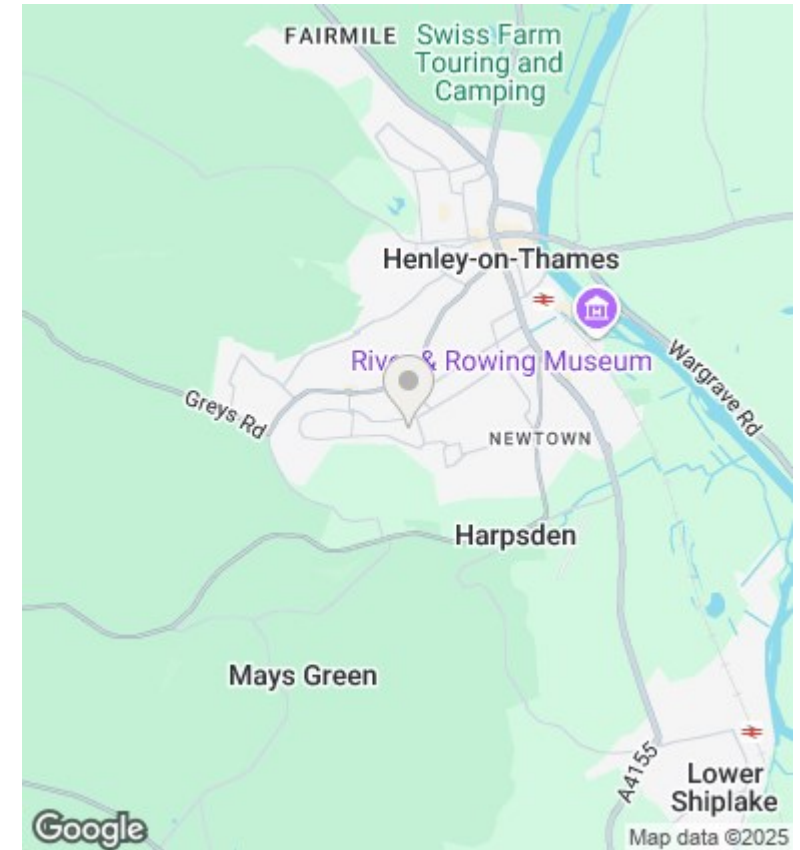 FAIRMILE
Swiss Farm
Touring and
Camping
Henley-on-Thames
River & Rowing Museum
Wargrave Rd
Greys Rd
NEWTOWN
Harpsden
Mays Green
A4155
Lower
Shiplake
Google
Map data ©2025